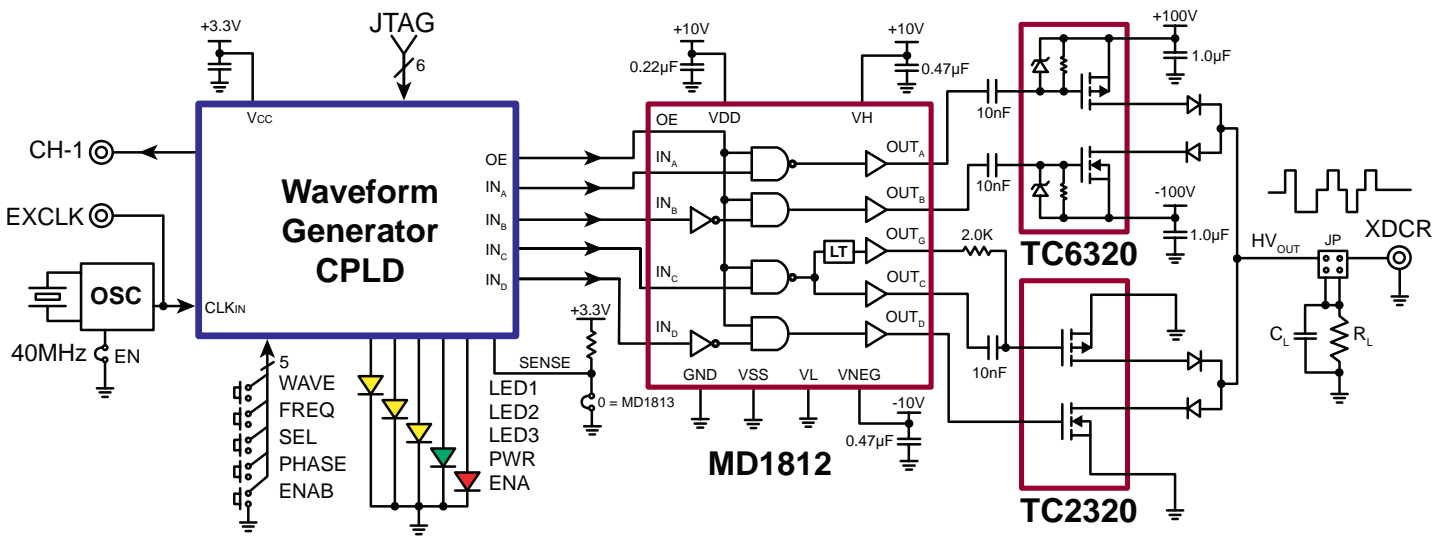 +3.3V
JTAG
6
+10V
0.22µF
+10V
0.47µF
10nF
+100V
1.0µF
CH-1
EXCLK
OSC
40MHz
EN
VCC
CLKIN
Waveform
Generator
CPLD
OE
INA
INB
INC
IND
OE
VDD
VH
INA
INB
INC
IND
LT
OUTA
OUTB
OUTG
OUTC
OUTD
GND
VSS
VL
VNEG
MD1812
10nF
2.0K
10nF
-100V
1.0µF
TC6320
TC2320
HVOUT
JP
XDCR
CL
RL
+3.3V
SENSE
0 = MD1813
-10V
0.47µF
5
WAVE
FREQ
SEL
PHASE
ENAB
LED1
LED2
LED3
PWR
ENA